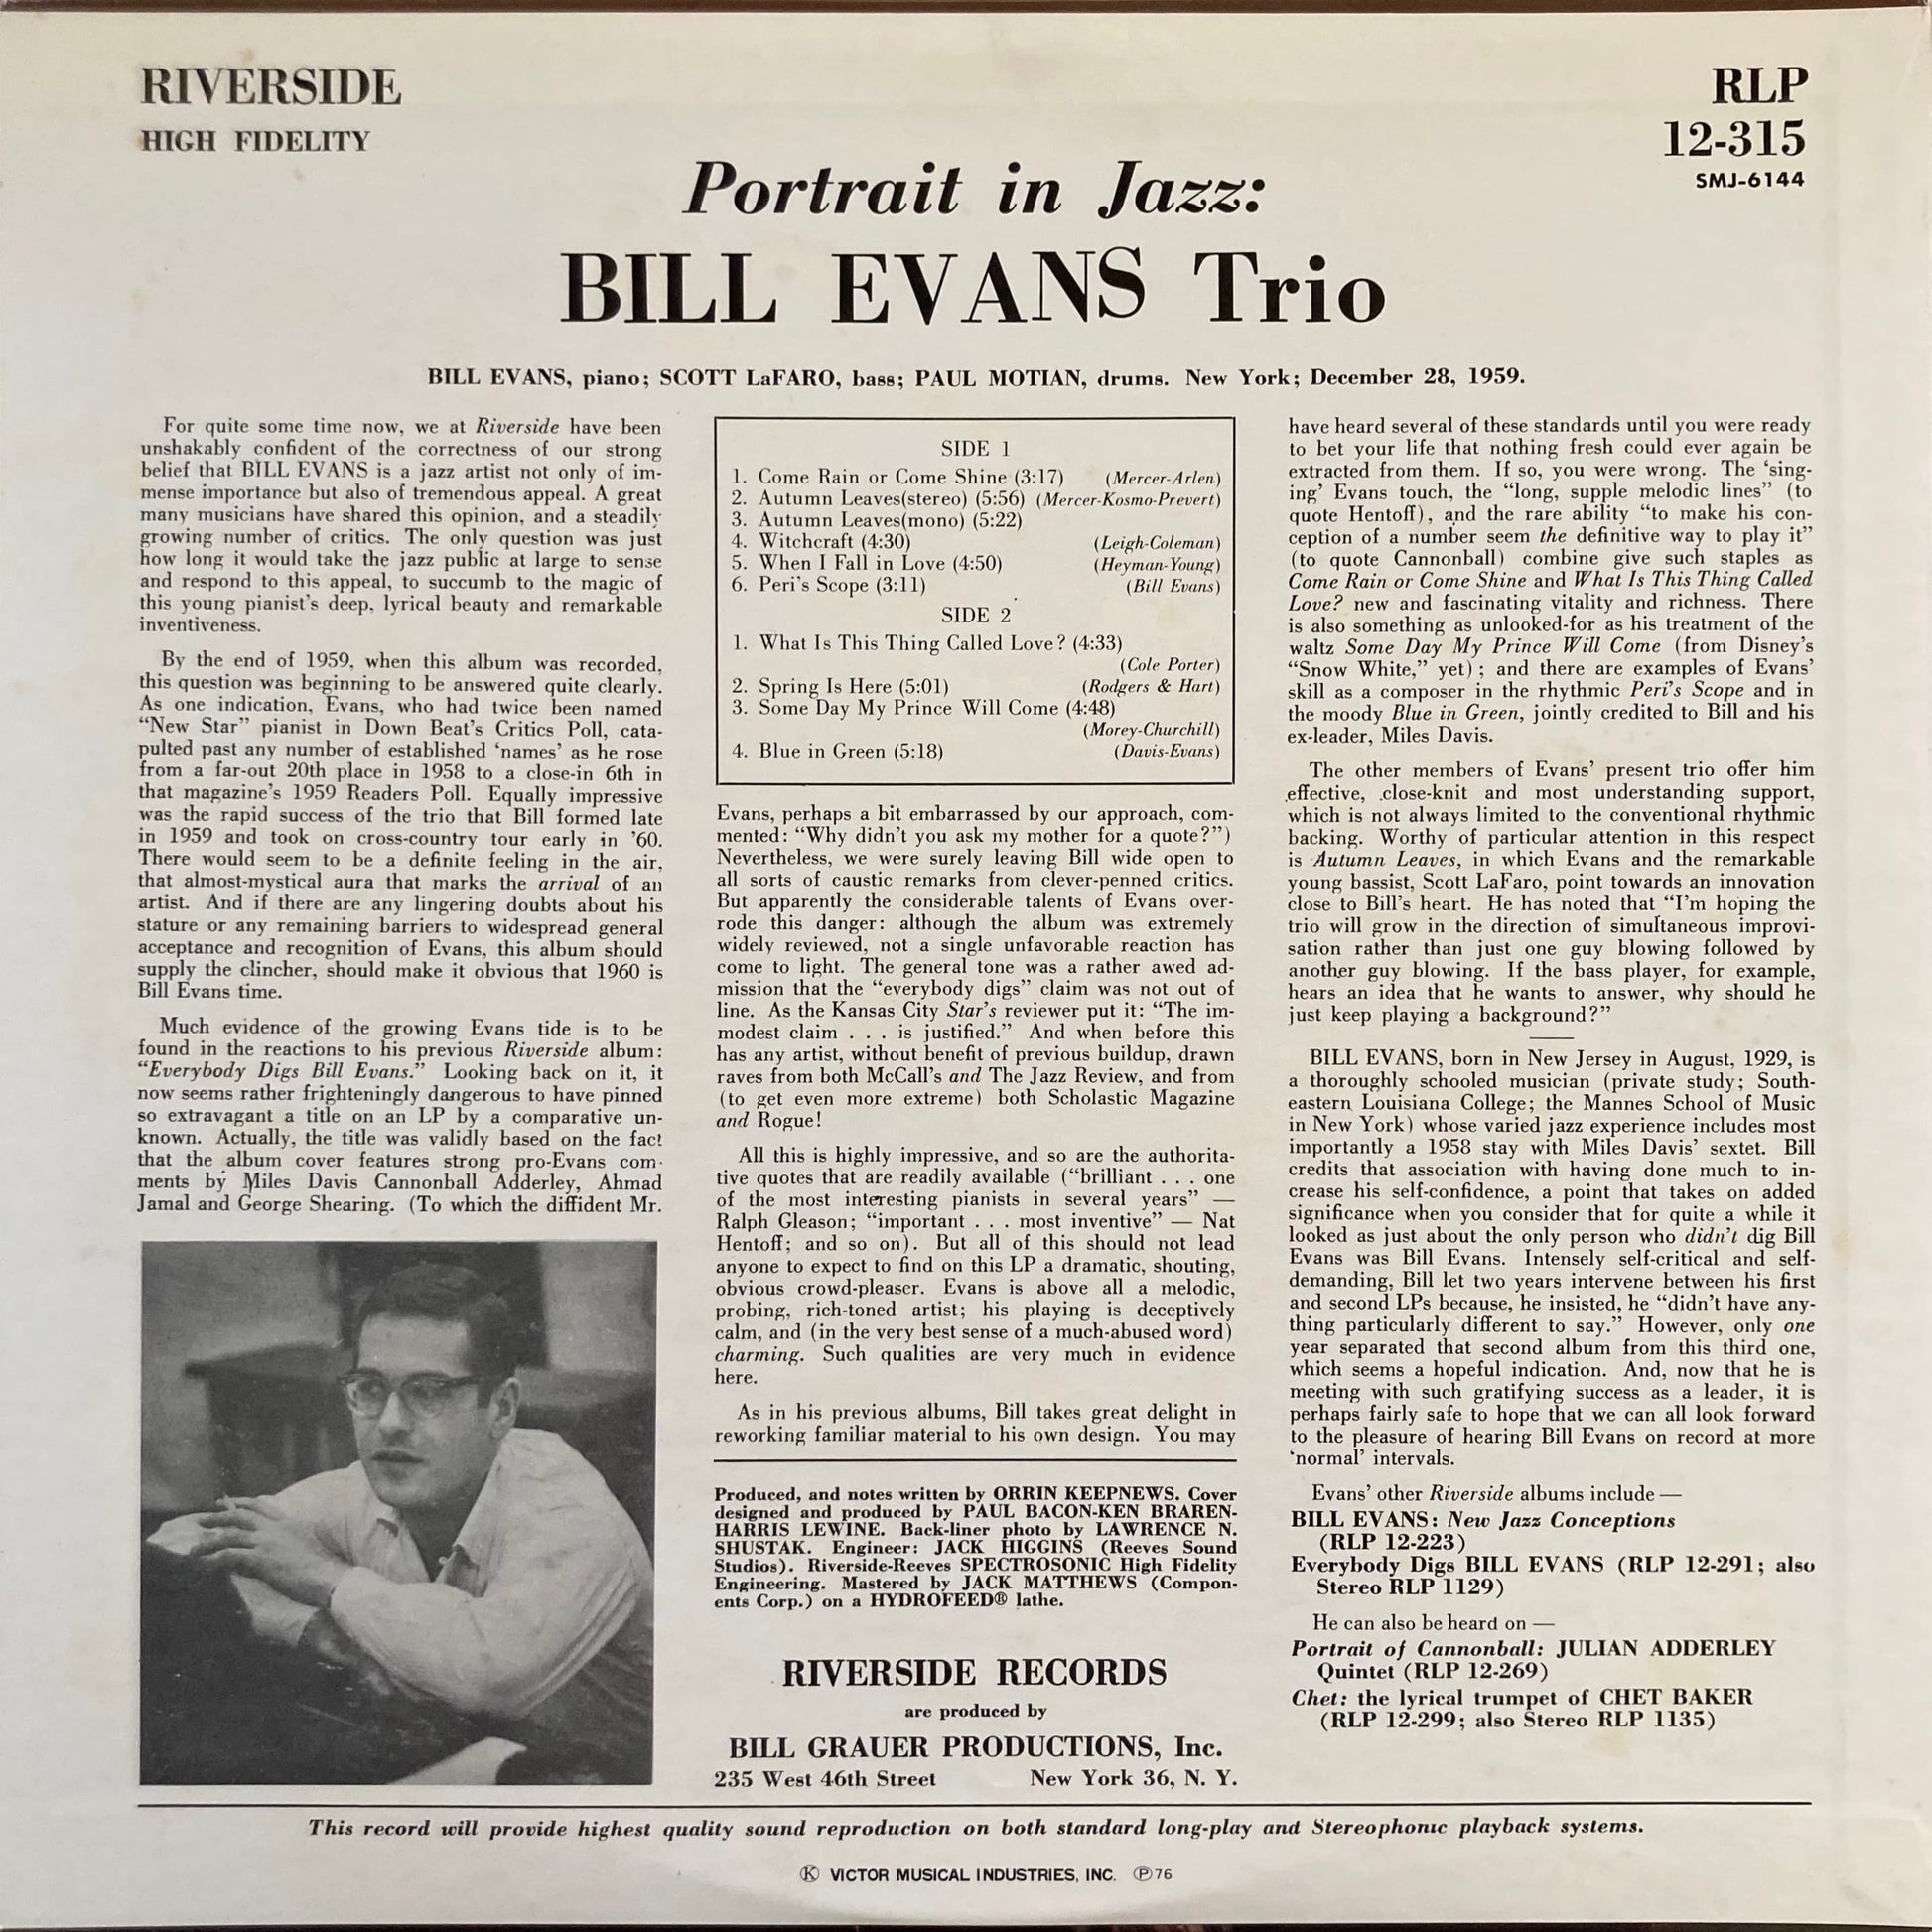 RIVERSIDE
HIGH FIDELITY
RLP
12-315
SMJ-6144
Portrait in Jazz:
BILL EVANS Trio
BILL EVANS, piano; SCOTT LaFARO, bass; PAUL MOTIAN, drums. New York; December 28, 1959.
For quite some time now, we at Riverside have been
unshakably confident of the correctness of our strong
belief that BILL EVANS is a jazz artist not only of im-
mense importance but also of tremendous appeal. A great
many musicians have shared this opinion, and a steadily
growing number of critics. The only question was just
how long it would take the jazz public at large to sense
and respond to this appeal, to succumb to the magic of
this young pianist's deep, lyrical beauty and remarkable
inventiveness.
By the end of 1959, when this album was recorded,
this question was beginning to be answered quite clearly.
As one indication, Evans, who had twice been named
“New Star” pianist in Down Beat's Critics Poll, cata-
pulted past any number of established ‘names’ as he rose
from a far-out 20th place in 1958 to a close-in 6th in
that magazine's 1959 Readers Poll. Equally impressive
was the rapid success of the trio that Bill formed late
in 1959 and took on cross-country tour early in ’60.
There would seem to be a definite feeling in the air,
that almost-mystical aura that marks the arrival of an
artist. And if there are any lingering doubts about his
stature or any remaining barriers to widespread general
acceptance and recognition of Evans, this album should
supply the clincher, should make it obvious that 1960 is
Bill Evans time.
Much evidence of the growing Evans tide is to be
found in the reactions to his previous Riverside album:
“Everybody Digs Bill Evans.” Looking back on it, it
now seems rather frighteningly dangerous to have pinned
so extravagant a title on an LP by a comparative un-
known. Actually, the title was validly based on the fact
that the album cover features strong pro-Evans com-
ments by Miles Davis Cannonball Adderley, Ahmad
Jamal and George Shearing. (To which the diffident Mr.
SIDE 1
1. Come Rain or Come Shine (3:17) (Mercer-Arlen)
2. Autumn Leaves(stereo) (5:56) (Mercer-Kosmo-Prevert)
3. Autumn Leaves(mono) (5:22)
4. Witchcraft (4:30) (Leigh-Coleman)
5. When I Fall in Love (4:50) (Heyman-Young)
6. Peri's Scope (3:11) (Bill Evans)
SIDE 2
1. What Is This Thing Called Love? (4:33)
(Cole Porter)
2. Spring Is Here (5:01) (Rodgers & Hart)
3. Some Day My Prince Will Come (4:48)
(Morey-Churchill)
4. Blue in Green (5:18) (Davis-Evans)
Evans, perhaps a bit embarrassed by our approach, com-
mented: “Why didn't you ask my mother for a quote?”)
Nevertheless, we were surely leaving Bill wide open to
all sorts of caustic remarks from clever-penned critics.
But apparently the considerable talents of Evans over-
rode this danger: although the album was extremely
widely reviewed, not a single unfavorable reaction has
come to light. The general tone was a rather awed ad-
mission that the “everybody digs” claim was not out of
line. As the Kansas City Star's reviewer put it: “The im-
modest claim . . . is justified.” And when before this
has any artist, without benefit of previous buildup, drawn
raves from both McCall's and The Jazz Review, and from
(to get even more extreme) both Scholastic Magazine
and Rogue!
All this is highly impressive, and so are the authorita-
tive quotes that are readily available (“brilliant . . . one
of the most interesting pianists in several years” —
Ralph Gleason; “important . . . most inventive” — Nat
Hentoff; and so on). But all of this should not lead
anyone to expect to find on this LP a dramatic, shouting,
obvious crowd-pleaser. Evans is above all a melodic,
probing, rich-toned artist; his playing is deceptively
calm, and (in the very best sense of a much-abused word)
charming. Such qualities are very much in evidence
here.
As in his previous albums, Bill takes great delight in
reworking familiar material to his own design. You may
Produced, and notes written by ORRIN KEEPNEWS. Cover
designed and produced by PAUL BACON-KEN BRAREN-
HARRIS LEWINE. Back-liner photo by LAWRENCE N.
SHUSTAK. Engineer: JACK HIGGINS (Reeves Sound
Studios). Riverside-Reeves SPECTROSONIC High Fidelity
Engineering. Mastered by JACK MATTHEWS (Compon-
ents Corp.) on a HYDROFEED® lathe.
RIVERSIDE RECORDS
are produced by
BILL GRAUER PRODUCTIONS, Inc.
235 West 46th Street New York 36, N. Y.
have heard several of these standards until you were ready
to bet your life that nothing fresh could ever again be
extracted from them. If so, you were wrong. The ‘sing-
ing’ Evans touch, the “long, supple melodic lines” (to
quote Hentoff), and the rare ability “to make his con-
ception of a number seem the definitive way to play it”
(to quote Cannonball) combine give such staples as
Come Rain or Come Shine and What Is This Thing Called
Love? new and fascinating vitality and richness. There
is also something as unlooked-for as his treatment of the
waltz Some Day My Prince Will Come (from Disney's
“Snow White,” yet); and there are examples of Evans'
skill as a composer in the rhythmic Peri's Scope and in
the moody Blue in Green, jointly credited to Bill and his
ex-leader, Miles Davis.
The other members of Evans' present trio offer him
effective, close-knit and most understanding support,
which is not always limited to the conventional rhythmic
backing. Worthy of particular attention in this respect
is Autumn Leaves, in which Evans and the remarkable
young bassist, Scott LaFaro, point towards an innovation
close to Bill's heart. He has noted that “I'm hoping the
trio will grow in the direction of simultaneous improvi-
sation rather than just one guy blowing followed by
another guy blowing. If the bass player, for example,
hears an idea that he wants to answer, why should he
just keep playing a background?”
BILL EVANS, born in New Jersey in August, 1929, is
a thoroughly schooled musician (private study; South-
eastern Louisiana College; the Mannes School of Music
in New York) whose varied jazz experience includes most
importantly a 1958 stay with Miles Davis' sextet. Bill
credits that association with having done much to in-
crease his self-confidence, a point that takes on added
significance when you consider that for quite a while it
looked as just about the only person who didn't dig Bill
Evans was Bill Evans. Intensely self-critical and self-
demanding, Bill let two years intervene between his first
and second LPs because, he insisted, he “didn't have any-
thing particularly different to say.” However, only one
year separated that second album from this third one,
which seems a hopeful indication. And, now that he is
meeting with such gratifying success as a leader, it is
perhaps fairly safe to hope that we can all look forward
to the pleasure of hearing Bill Evans on record at more
‘normal’ intervals.
Evans' other Riverside albums include —
BILL EVANS: New Jazz Conceptions
(RLP 12-223)
Everybody Digs BILL EVANS (RLP 12-291; also
Stereo RLP 1129)
He can also be heard on —
Portrait of Cannonball: JULIAN ADDERLEY
Quintet (RLP 12-269)
Chet: the lyrical trumpet of CHET BAKER
(RLP 12-299; also Stereo RLP 1135)
This record will provide highest quality sound reproduction on both standard long-play and Stereophonic playback systems.
Ⓚ VICTOR MUSICAL INDUSTRIES, INC. Ⓟ76